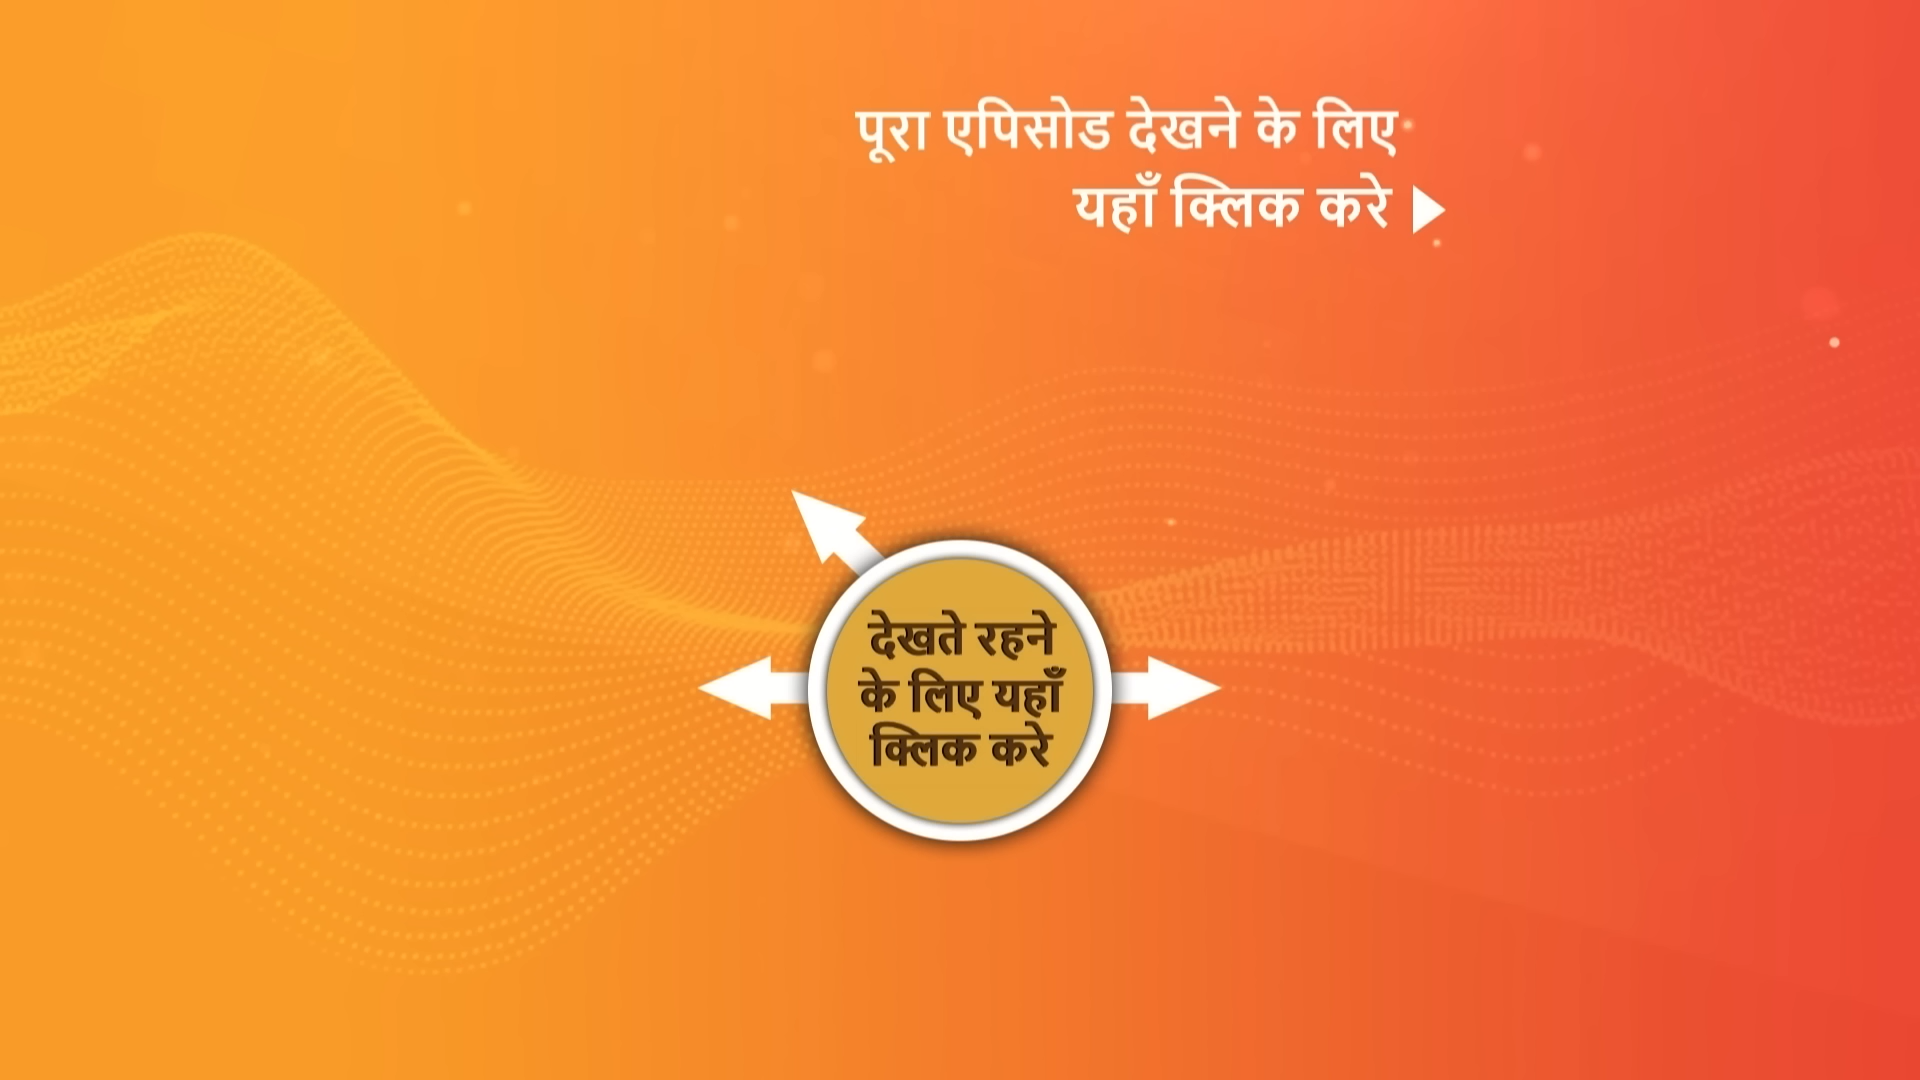 पूरा एपिसोड देखने के लिए
यहाँ क्लिक करे
देखते रहने
के लिए यहाँ
क्लिक करे